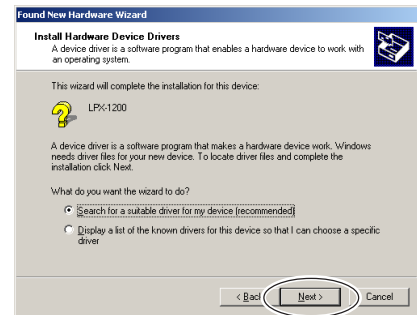 Found New Hardware Wizard
Install Hardware Device Drivers
A device driver is a software program that enables a hardware device to work with
an operating system.
This wizard will complete the installation for this device:
LPX-1200
A device driver is a software program that makes a hardware device work. Windows
needs driver files for your new device. To locate driver files and complete the
installation click Next.
What do you want the wizard to do?
Search for a suitable driver for my device (recommended)
Display a list of the known drivers for this device so that I can choose a specific
driver
< Bacl Next > Cancel